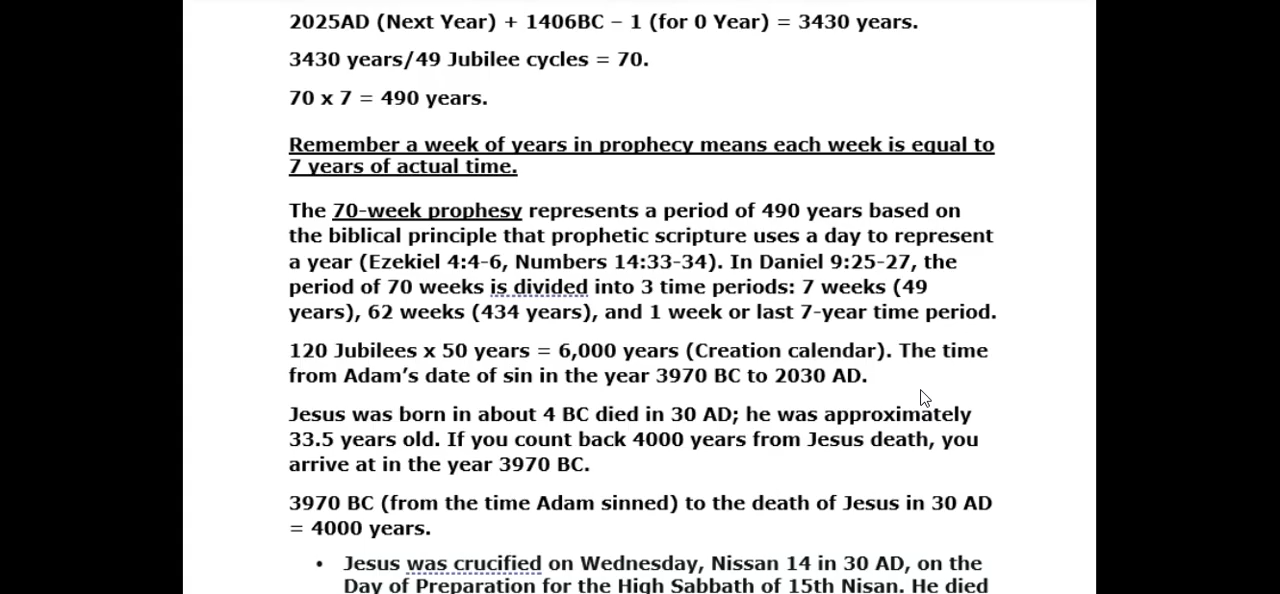 2025AD (Next Year) + 1406BC – 1 (for 0 Year) = 3430 years.
3430 years/49 Jubilee cycles = 70.
70 x 7 = 490 years.
Remember a week of years in prophecy means each week is equal to
7 years of actual time.
The 70-week prophesy represents a period of 490 years based on
the biblical principle that prophetic scripture uses a day to represent
a year (Ezekiel 4:4-6, Numbers 14:33-34). In Daniel 9:25-27, the
period of 70 weeks is divided into 3 time periods: 7 weeks (49
years), 62 weeks (434 years), and 1 week or last 7-year time period.
120 Jubilees x 50 years = 6,000 years (Creation calendar). The time
from Adam’s date of sin in the year 3970 BC to 2030 AD.
Jesus was born in about 4 BC died in 30 AD; he was approximately
33.5 years old. If you count back 4000 years from Jesus death, you
arrive at in the year 3970 BC.
3970 BC (from the time Adam sinned) to the death of Jesus in 30 AD
= 4000 years.
• Jesus was crucified on Wednesday, Nissan 14 in 30 AD, on the
Day of Preparation for the High Sabbath of 15th Nisan. He died